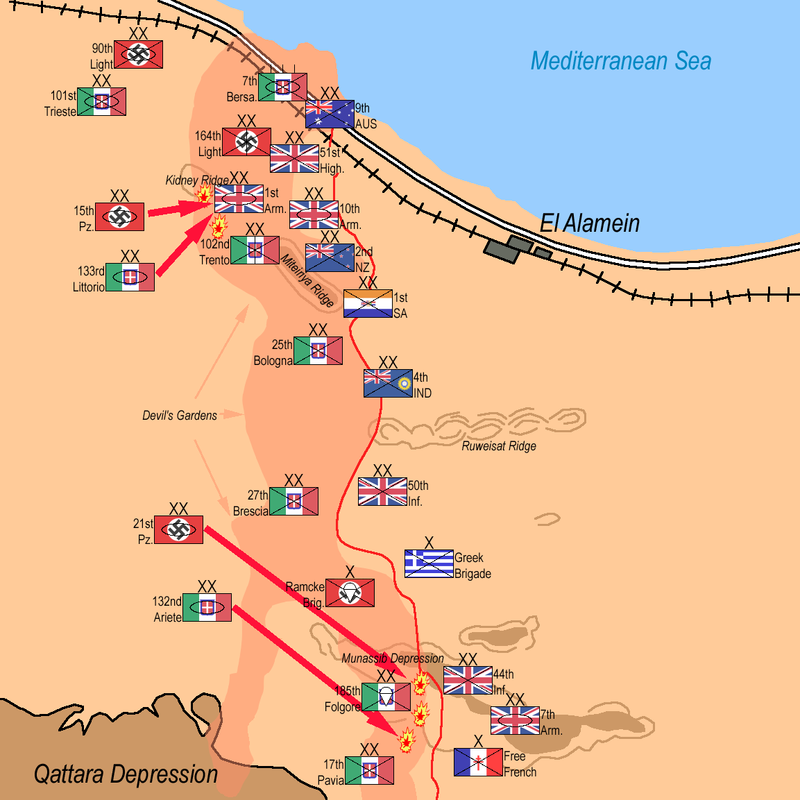 XX
90th
Light
XX
101st
Trieste
Mediterranean Sea
XX
7th
Bersa.
XX
9th
AUS
XX
164th
Light
XX
51st
High.
Kidney Ridge
XX
1st
Arm.
XX
15th
Pz.
XX
10th
Arm.
El Alamein
XX
133rd
Littorio
102nd
Trento
XX
2nd
NZ
Miteirya Ridge
XX
1st
SA
XX
25th
Bologna
XX
4th
IND
Devil's Gardens
Ruweisat Ridge
XX
27th
Brescia
XX
50th
Inf.
XX
21st
Pz.
X
Greek
Brigade
X
Ramcke
Brig.
XX
132nd
Ariete
Munassib Depression
XX
185th
Folgore
XX
44th
Inf.
XX
7th
Arm.
X
Free
French
XX
17th
Pavia
Qattara Depression